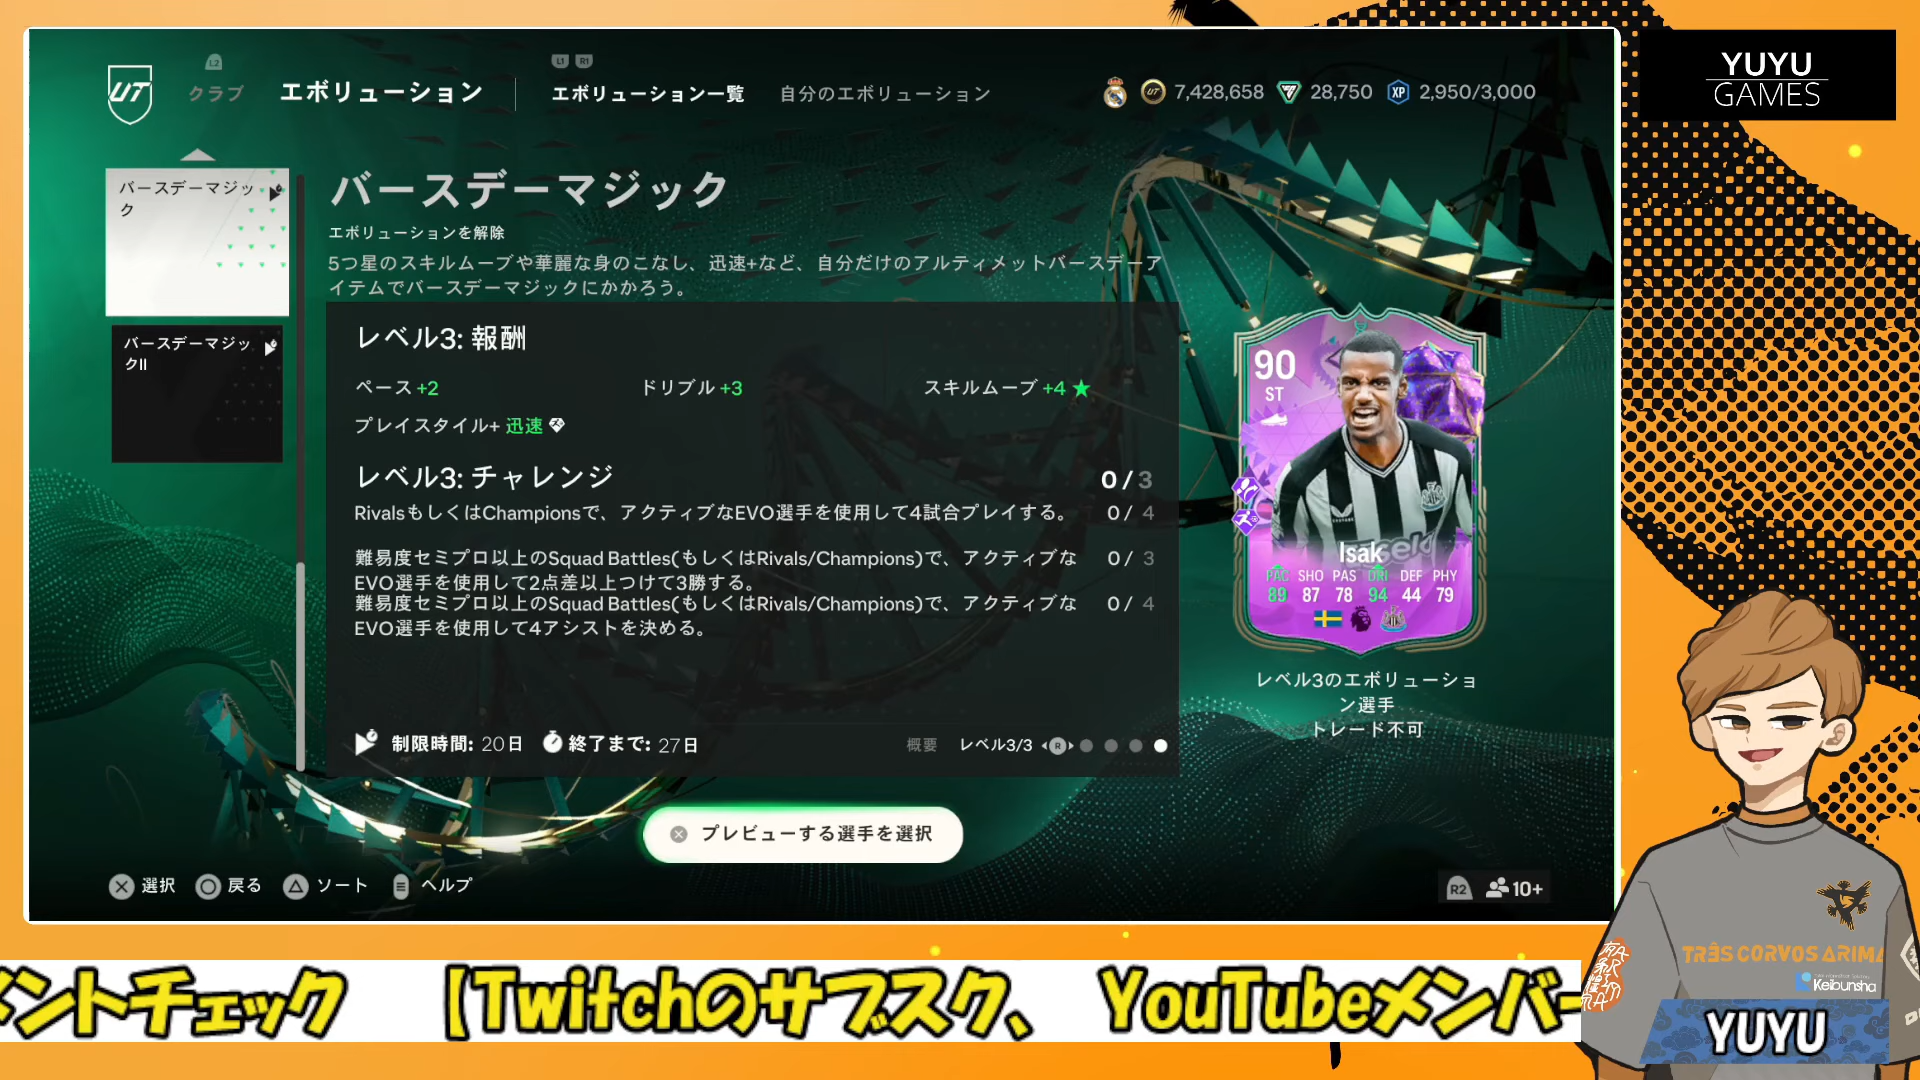 YUYU
GAMES
L2
L1 R1
UT
クラブ
エボリューション
エボリューション一覧
自分のエボリューション
UT 7,428,658
28,750
XP 2,950/3,000
バースデーマジッ
ク
バースデーマジッ
クII
バースデーマジック
エボリューションを解除
5つ星のスキルムーブや華麗な身のこなし、迅速+など、自分だけのアルティメットバースデーア
イテムでバースデーマジックにかかろう。
レベル3: 報酬
ペース +2
ドリブル +3
スキルムーブ +4 ★
プレイスタイル+ 迅速
レベル3: チャレンジ
0 / 3
RivalsもしくはChampionsで、アクティブなEVO選手を使用して4試合プレイする。
0 / 4
難易度セミプロ以上のSquad Battles(もしくはRivals/Champions)で、アクティブな
EVO選手を使用して2点差以上つけて3勝する。
0 / 3
難易度セミプロ以上のSquad Battles(もしくはRivals/Champions)で、アクティブな
EVO選手を使用して4アシストを決める。
0 / 4
制限時間: 20日
終了まで: 27日
概要
レベル3/3
R
90
ST
Isak
PAC SHO PAS DRI DEF PHY
89 87 78 94 44 79
レベル3のエボリューショ
ン選手
トレード不可
プレビューする選手を選択
選択
戻る
ソート
ヘルプ
R2
10+
メントチェック 【Twitchのサブスク、 YouTubeメンバー
TRÊS CORVOS ARIMA
Keibunsha
YUYU